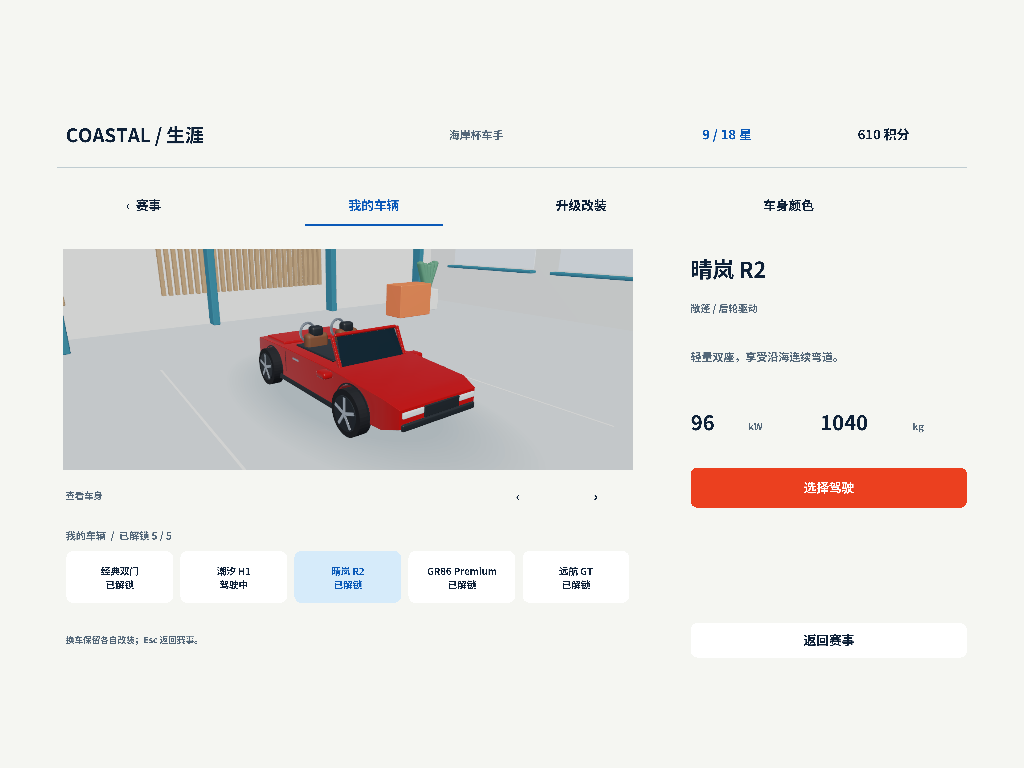 COASTAL / 生涯
海岸杯车手
9 / 18 星
610 积分
‹ 赛事
我的车辆
升级改装
车身颜色
晴岚 R2
敞篷 / 后轮驱动
轻量双座，享受沿海连续弯道。
96 kW
1040 kg
选择驾驶
查看车身
‹ ›
我的车辆 / 已解锁 5 / 5
经典双门
已解锁
潮汐 H1
驾驶中
晴岚 R2
已解锁
GR86 Premium
已解锁
远航 GT
已解锁
换车保留各自改装；Esc 返回赛事。
返回赛事